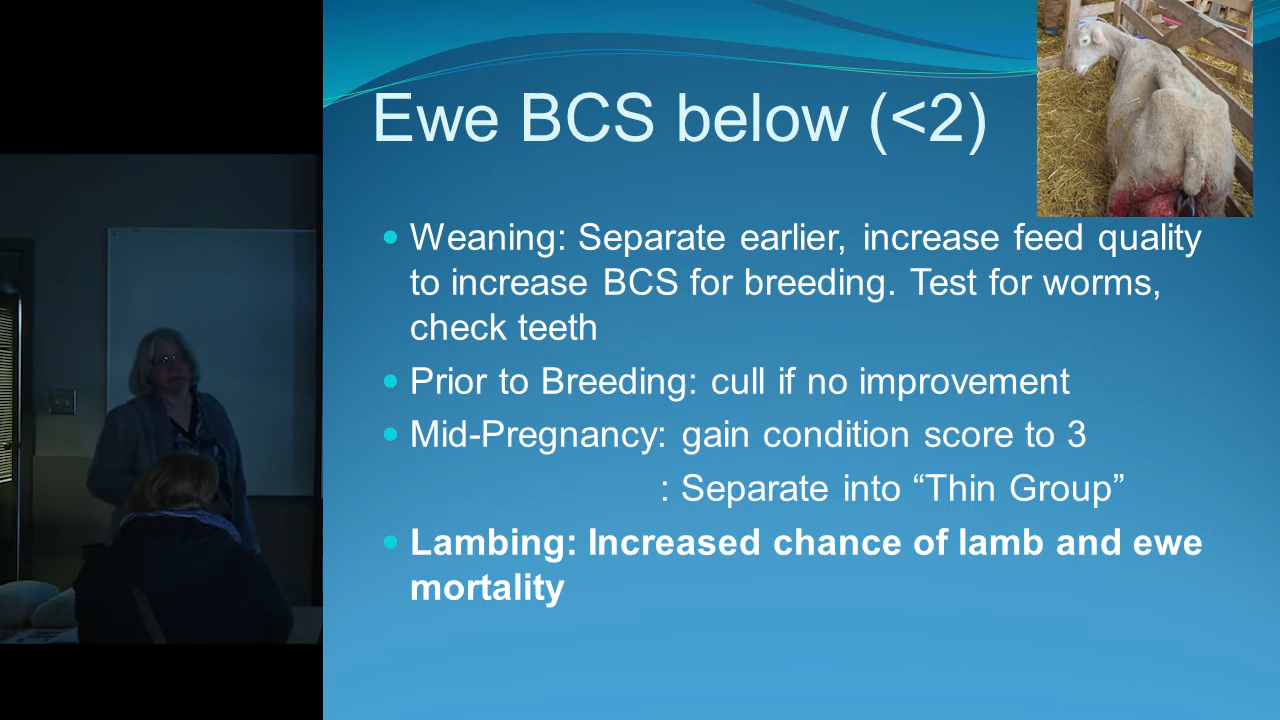 Ewe BCS below (<2)
Weaning: Separate earlier, increase feed quality
to increase BCS for breeding. Test for worms,
check teeth
Prior to Breeding: cull if no improvement
Mid-Pregnancy: gain condition score to 3
: Separate into “Thin Group”
Lambing: Increased chance of lamb and ewe
mortality